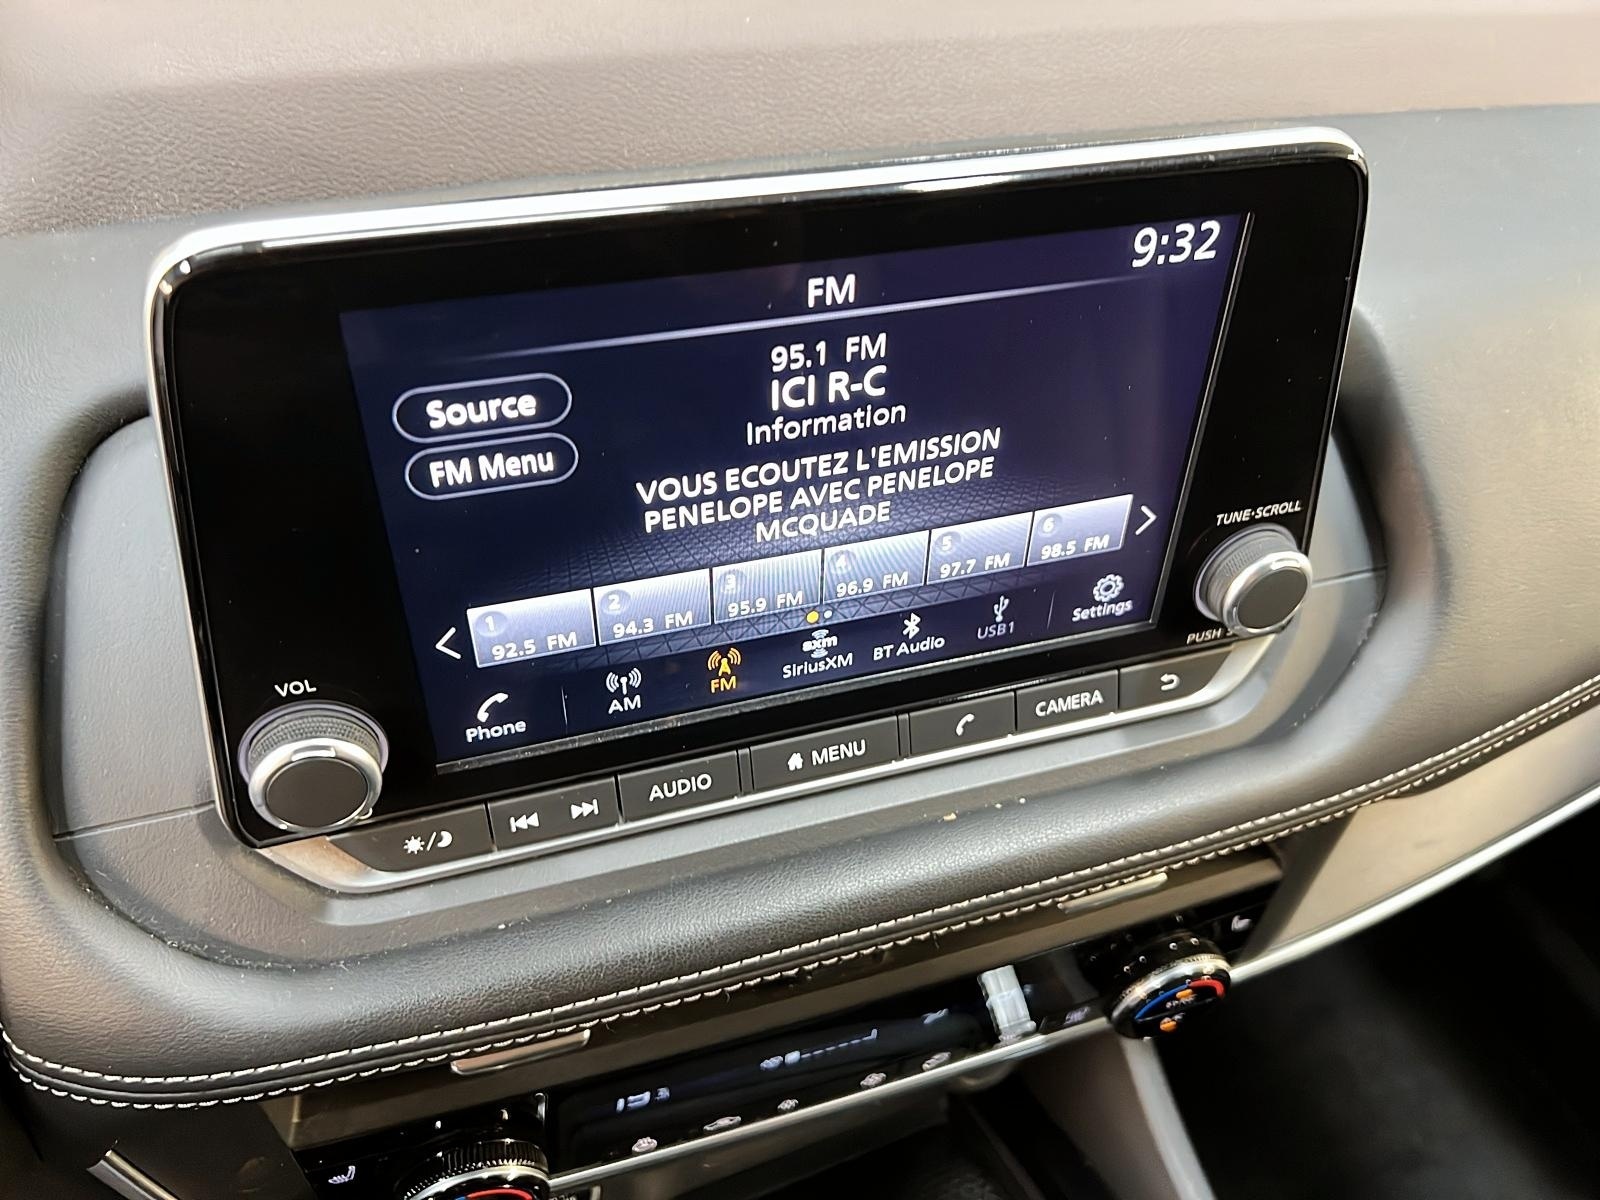 9:32
FM
95.1 FM
ICI R-C
Information
Source
FM Menu
VOUS ECOUTEZ L'EMISSION
PENELOPE AVEC PENELOPE
MCQUADE
1 92.5 FM
2 94.3 FM
3 95.9 FM
4 96.9 FM
5 97.7 FM
6 98.5 FM
Phone
AM
FM
sxm
SiriusXM
BT Audio
USB1
Settings
VOL
TUNE·SCROLL
PUSH
AUDIO
MENU
CAMERA